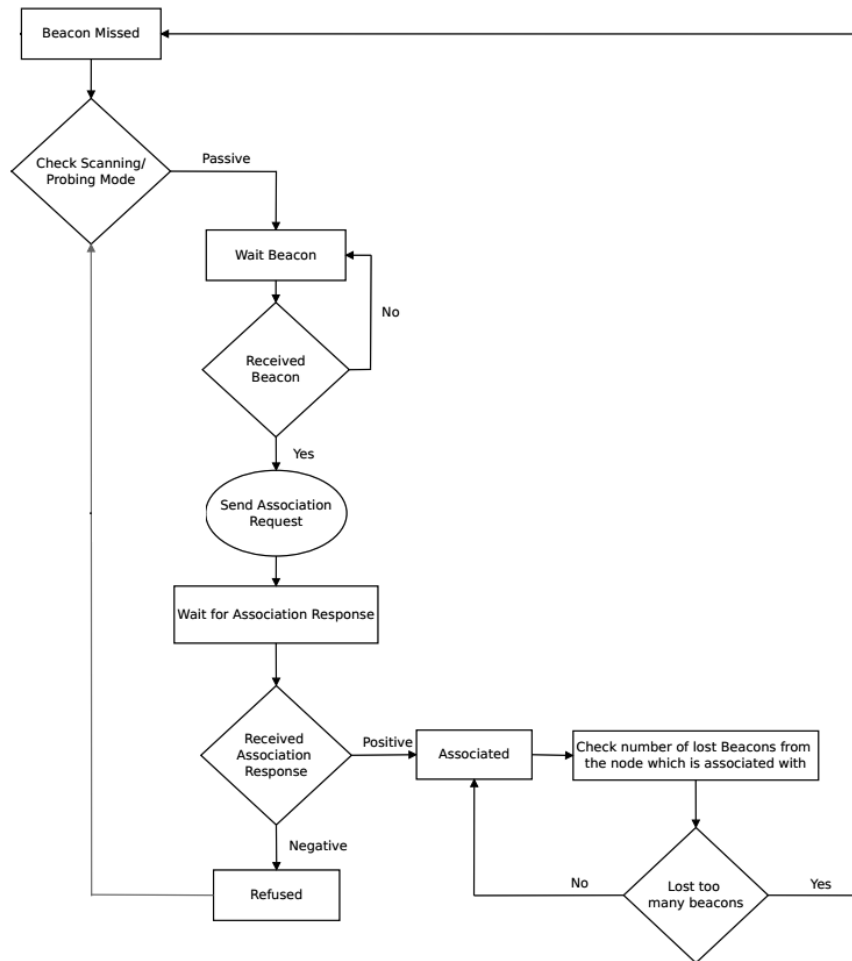 Beacon Missed
Check Scanning/
Probing Mode
Passive
Wait Beacon
No
Received
Beacon
Yes
Send Association
Request
Wait for Association Response
Received
Association
Response
Positive
Associated
Check number of lost Beacons from
the node which is associated with
Negative
Refused
No
Lost too
many beacons
Yes